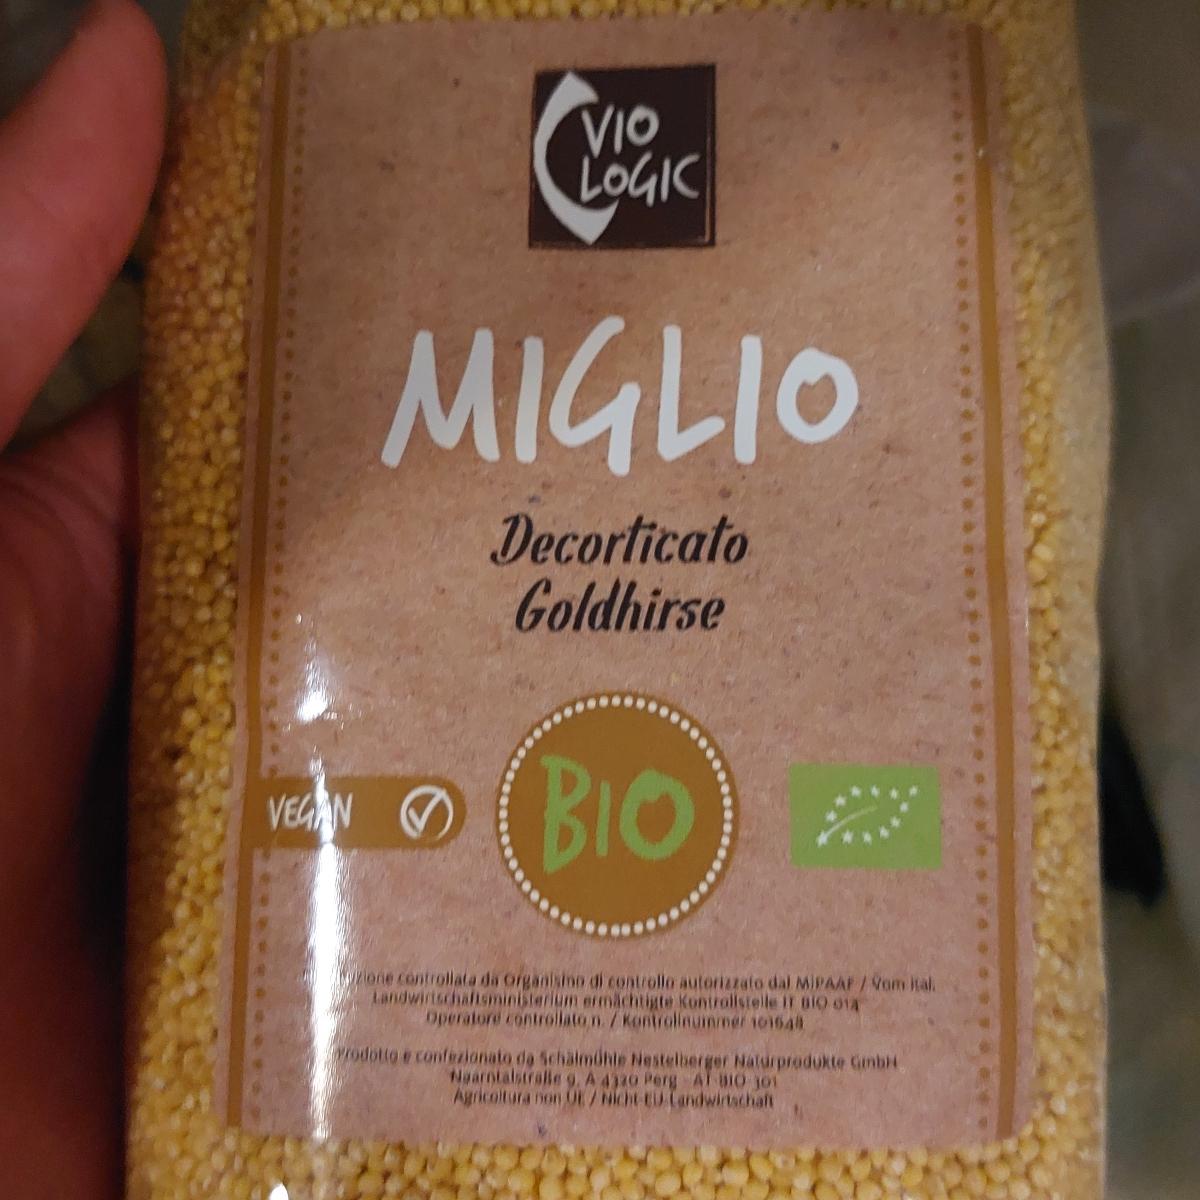 VIO
LOGIC
MIGLIO
Decorticato
Goldhirse
VEGAN
BIO
controllata da Organismo di controllo autorizzato dal MIPAAF / Vom ital.
Landwirtschaftsministerium ermächtigte Kontrollstelle IT BIO 014
Operatore controllato n. / Kontrollnummer 101648
Prodotto e confezionato da Schälmühle Nestelberger Naturprodukte GmbH
Naarntalstraße 9, A 4320 Perg - AT-BIO-301
Agricoltura non UE / Nicht-EU-Landwirtschaft